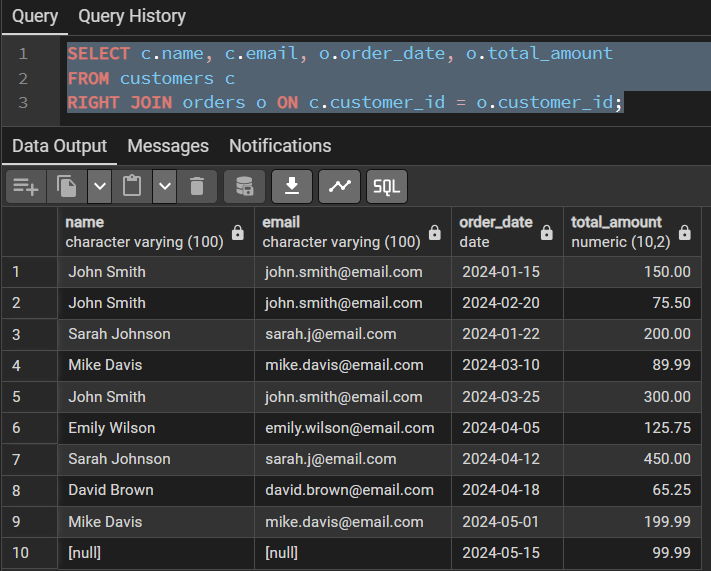 Query Query History
1 SELECT c.name, c.email, o.order_date, o.total_amount
2 FROM customers c
3 RIGHT JOIN orders o ON c.customer_id = o.customer_id;
Data Output Messages Notifications
SQL
name email order_date total_amount
character varying (100) character varying (100) date numeric (10,2)
1 John Smith john.smith@email.com 2024-01-15 150.00
2 John Smith john.smith@email.com 2024-02-20 75.50
3 Sarah Johnson sarah.j@email.com 2024-01-22 200.00
4 Mike Davis mike.davis@email.com 2024-03-10 89.99
5 John Smith john.smith@email.com 2024-03-25 300.00
6 Emily Wilson emily.wilson@email.com 2024-04-05 125.75
7 Sarah Johnson sarah.j@email.com 2024-04-12 450.00
8 David Brown david.brown@email.com 2024-04-18 65.25
9 Mike Davis mike.davis@email.com 2024-05-01 199.99
10 [null] [null] 2024-05-15 99.99